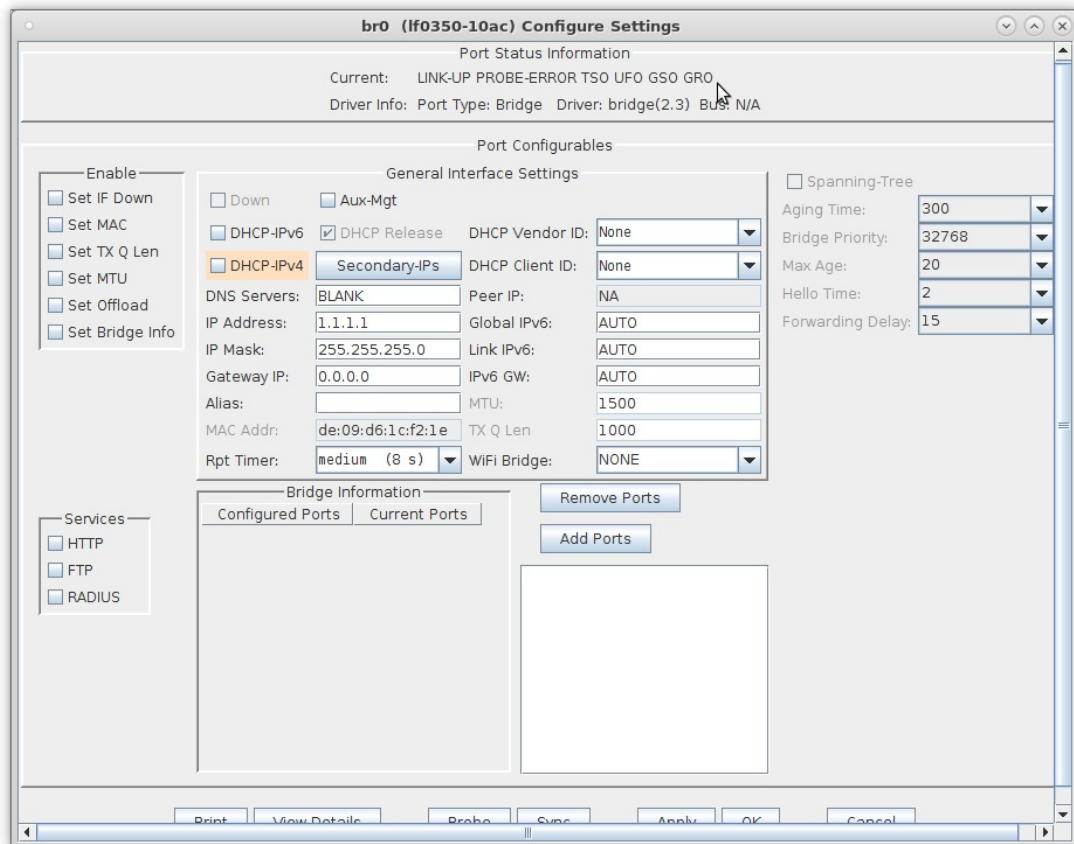 br0 (lf0350-10ac) Configure Settings
Port Status Information
Current: LINK-UP PROBE-ERROR TSO UFO GSO GRO
Driver Info: Port Type: Bridge Driver: bridge(2.3) Bus: N/A
Port Configurables
Enable
Set IF Down
Set MAC
Set TX Q Len
Set MTU
Set Offload
Set Bridge Info
General Interface Settings
Down Aux-Mgt
DHCP-IPv6 DHCP Release DHCP Vendor ID: None
DHCP-IPv4 Secondary-IPs DHCP Client ID: None
DNS Servers: BLANK Peer IP: NA
IP Address: 1.1.1.1 Global IPv6: AUTO
IP Mask: 255.255.255.0 Link IPv6: AUTO
Gateway IP: 0.0.0.0 IPv6 GW: AUTO
Alias: MTU: 1500
MAC Addr: de:09:d6:1c:f2:1e TX Q Len 1000
Rpt Timer: medium (8 s) WiFi Bridge: NONE
Spanning-Tree
Aging Time: 300
Bridge Priority: 32768
Max Age: 20
Hello Time: 2
Forwarding Delay: 15
Services
HTTP
FTP
RADIUS
Bridge Information
Configured Ports Current Ports
Remove Ports
Add Ports
Print View Details Probe Sync Apply OK Cancel